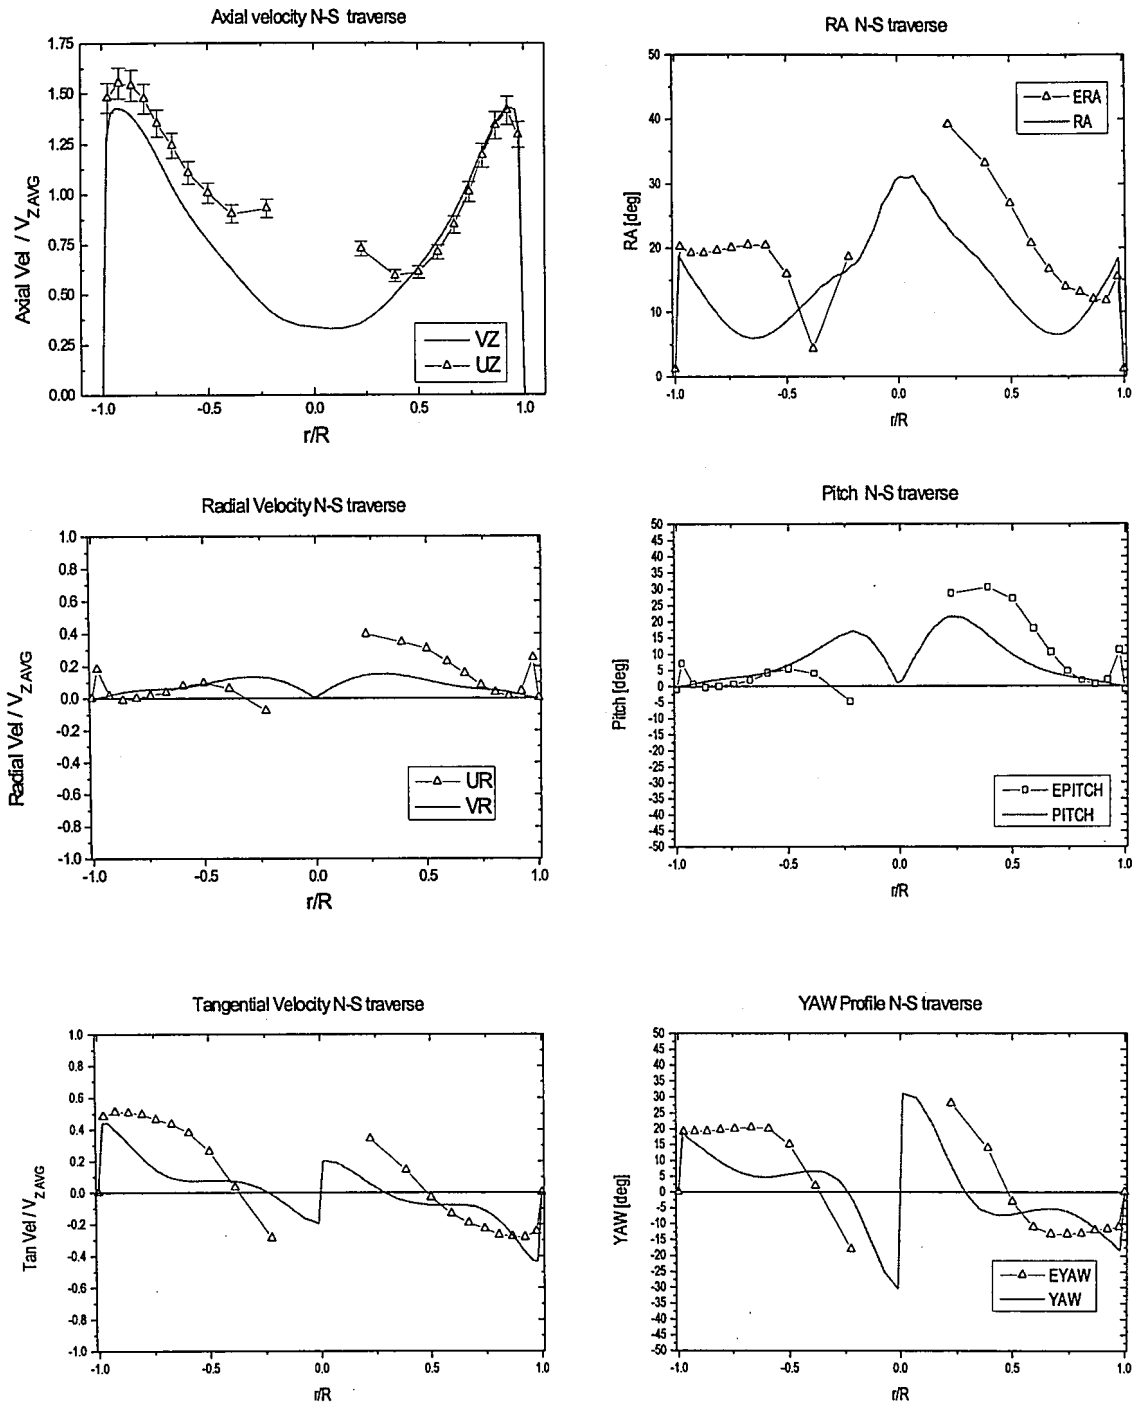 Axial velocity N-S traverse
1.75
1.50
1.25
1.00
0.75
0.50
0.25
0.00
Axial Vel / V Z AVG
VZ
UZ
-1.0 -0.5 0.0 0.5 1.0
r/R
RA N-S traverse
50
40
30
20
10
0
RA [deg]
ERA
RA
-1.0 -0.5 0.0 0.5 1.0
r/R
Radial Velocity N-S traverse
1.0
0.8
0.6
0.4
0.2
0.0
-0.2
-0.4
-0.6
-0.8
-1.0
Radial Vel / V Z AVG
UR
VR
-1.0 -0.5 0.0 0.5 1.0
r/R
Pitch N-S traverse
50
45
40
35
30
25
20
15
10
5
0
-5
-10
-15
-20
-25
-30
-35
-40
-45
-50
Pitch [deg]
EPITCH
PITCH
-1.0 -0.5 0.0 0.5 1.0
r/R
Tangential Velocity N-S traverse
1.0
0.8
0.6
0.4
0.2
0.0
-0.2
-0.4
-0.6
-0.8
-1.0
Tan Vel / V Z AVG
-1.0 -0.5 0.0 0.5 1.0
r/R
YAW Profile N-S traverse
50
45
40
35
30
25
20
15
10
5
0
-5
-10
-15
-20
-25
-30
-35
-40
-45
-50
YAW [deg]
EYAW
YAW
-1.0 -0.5 0.0 0.5 1.0
r/R